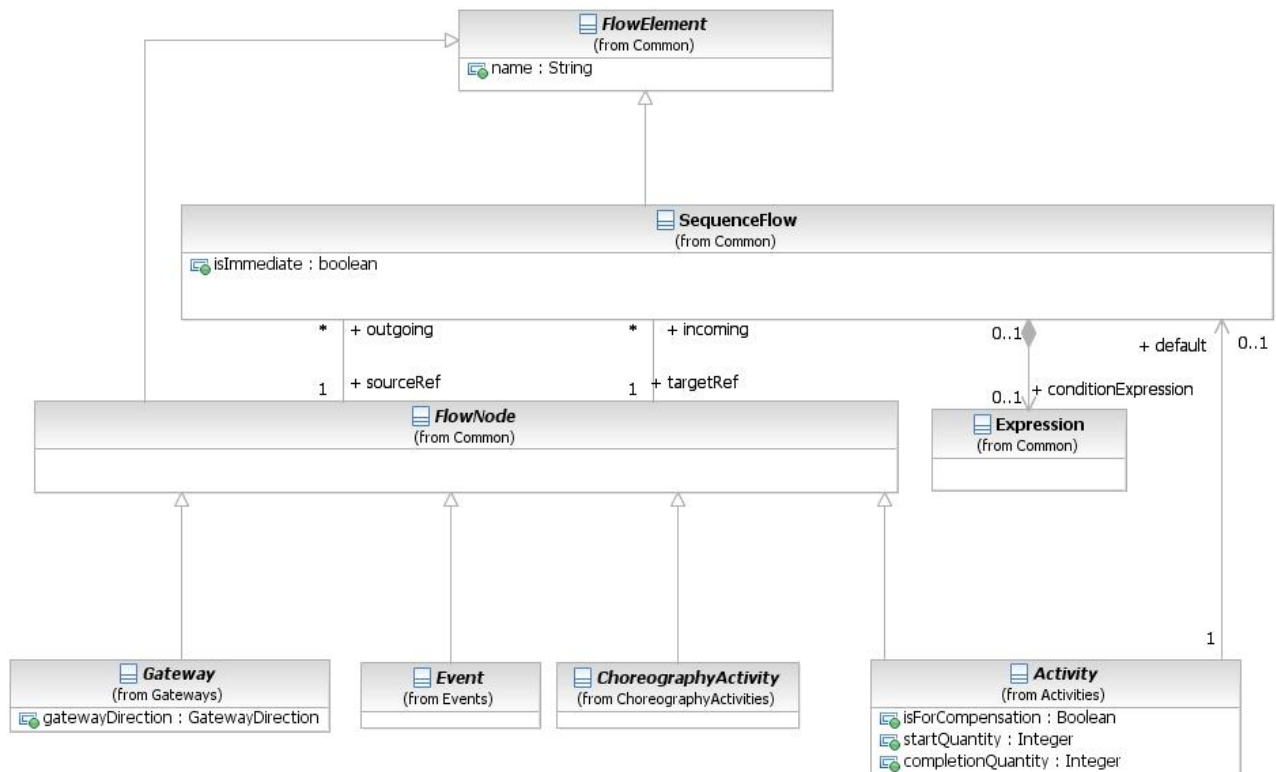 FlowElement
(from Common)
name : String
SequenceFlow
(from Common)
isImmediate : boolean
* + outgoing
* + incoming
0..1
+ default 0..1
1 + sourceRef
1 + targetRef
0..1 + conditionExpression
FlowNode
(from Common)
Expression
(from Common)
1
Gateway
(from Gateways)
gatewayDirection : GatewayDirection
Event
(from Events)
ChoreographyActivity
(from ChoreographyActivities)
Activity
(from Activities)
isForCompensation : Boolean
startQuantity : Integer
completionQuantity : Integer